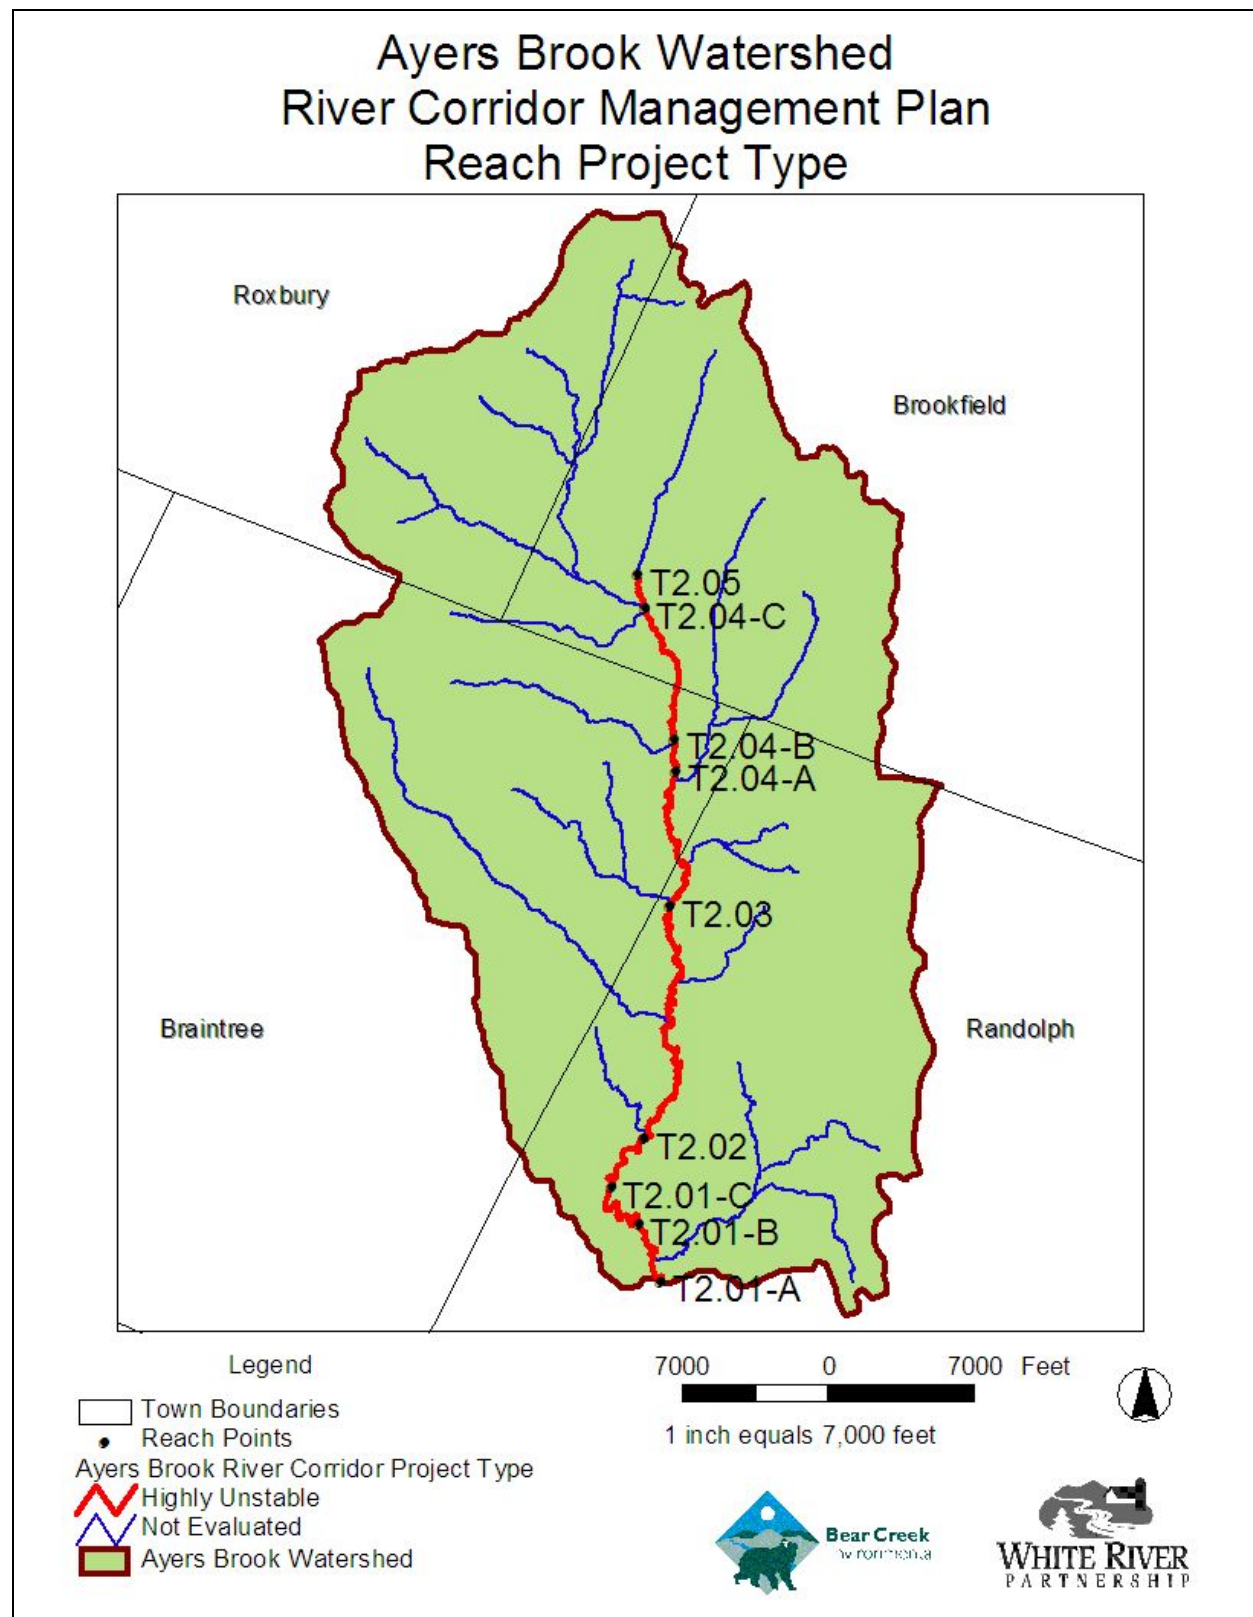 Ayers Brook Watershed
River Corridor Management Plan
Reach Project Type
Roxbury
Brookfield
T2.05
T2.04-C
T2.04-B
T2.04-A
T2.03
Braintree
Randolph
T2.02
T2.01-C
T2.01-B
T2.01-A
Legend
7000 0 7000 Feet
Town Boundaries
Reach Points
1 inch equals 7,000 feet
Ayers Brook River Corridor Project Type
Highly Unstable
Not Evaluated
Ayers Brook Watershed
Bear Creek
WHITE RIVER
PARTNERSHIP